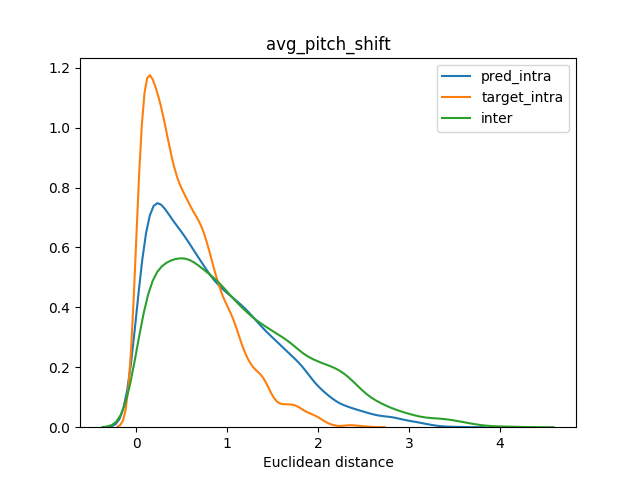 avg_pitch_shift
pred_intra
target_intra
inter
1.2
1.0
0.8
0.6
0.4
0.2
0.0
0 1 2 3 4
Euclidean distance